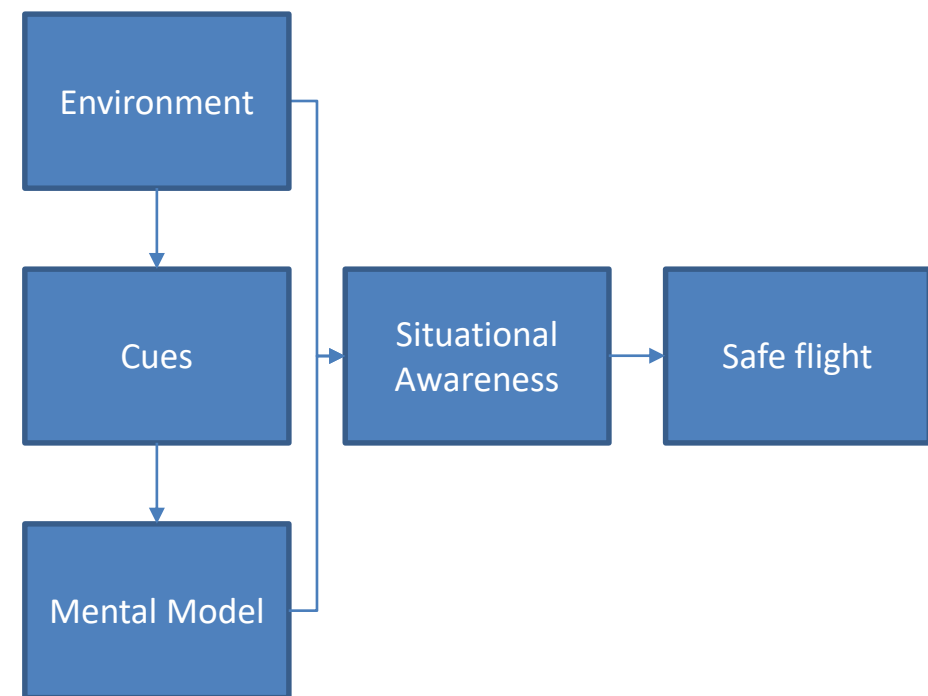 Environment
Cues
Situational
Awareness
Safe flight
Mental Model